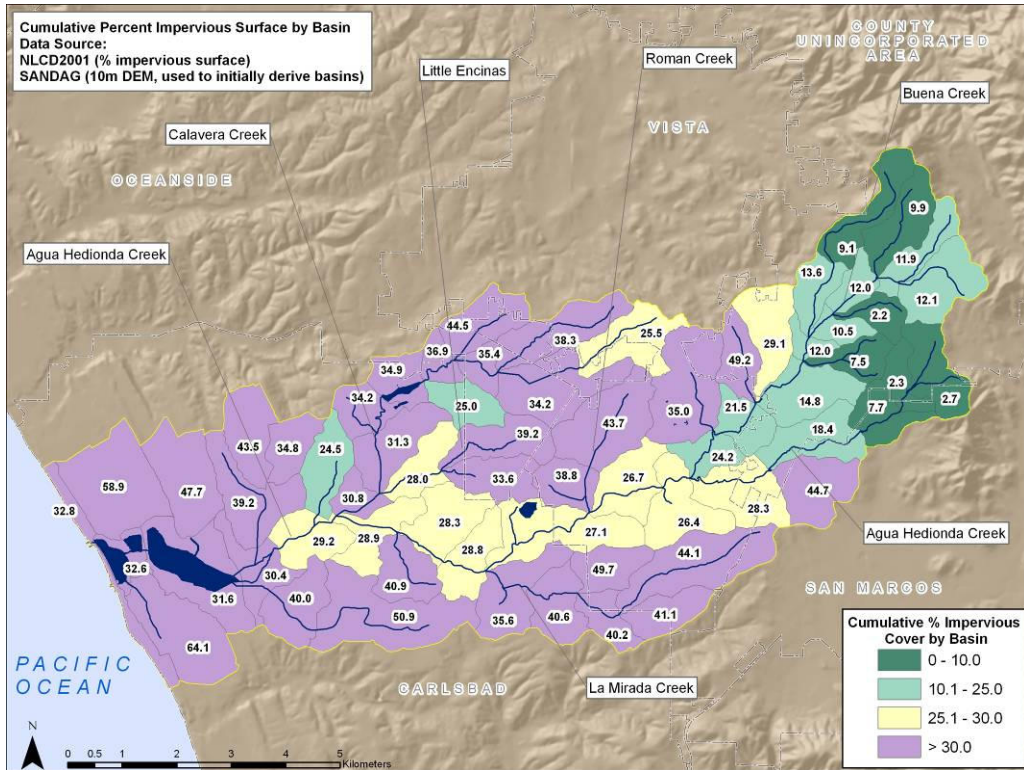 Cumulative Percent Impervious Surface by Basin
Data Source:
NLCD2001 (% impervious surface)
SANDAG (10m DEM, used to initially derive basins)
Little Encinas
Roman Creek
COUNTY
UNINCORPORATED
AREA
Buena Creek
Calavera Creek
VISTA
OCEANSIDE
Agua Hedionda Creek
9.9
9.1
11.9
13.6
12.0
12.1
2.2
44.5
38.3
25.5
29.1
10.5
36.9
35.4
49.2
12.0
7.5
34.9
2.3
34.2
25.0
34.2
35.0
21.5
14.8
7.7
2.7
43.7
18.4
43.5
34.8
24.5
31.3
39.2
24.2
58.9
47.7
39.2
30.8
28.0
33.6
38.8
26.7
44.7
32.8
28.3
27.1
26.4
28.3
29.2
28.9
28.8
44.1
32.6
30.4
49.7
31.6
40.0
40.9
50.9
35.6
40.6
40.2
41.1
64.1
Agua Hedionda Creek
SAN MARCOS
PACIFIC
OCEAN
CARLSBAD
La Mirada Creek
Cumulative % Impervious
Cover by Basin
0 - 10.0
10.1 - 25.0
25.1 - 30.0
> 30.0
N
0 0.5 1 2 3 4 5
Kilometers